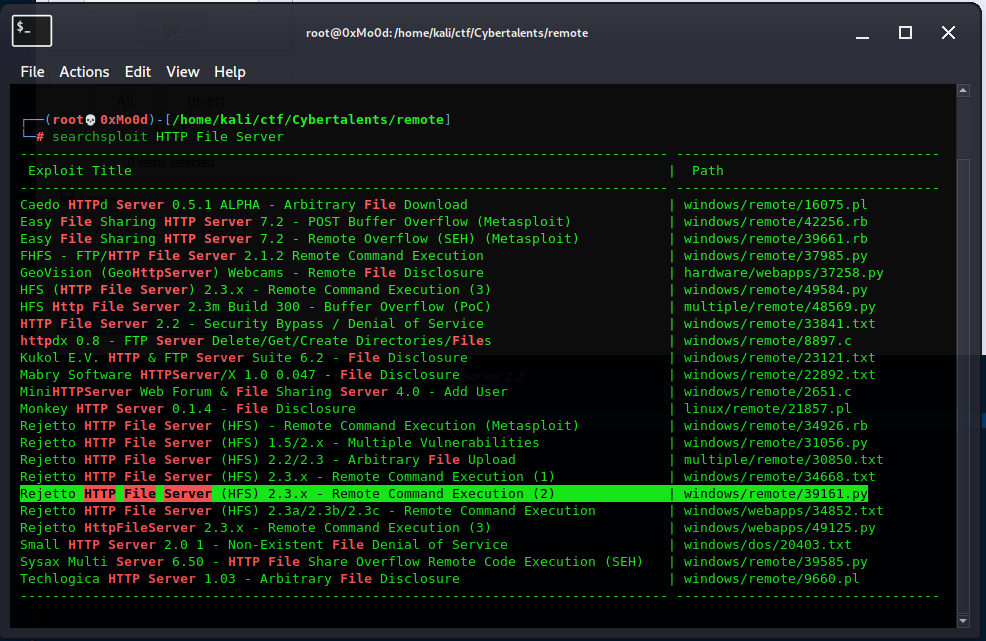 root@0xMo0d:/home/kali/ctf/Cybertalents/remote
File Actions Edit View Help
┌──(root💀0xMo0d)-[/home/kali/ctf/Cybertalents/remote]
└─# searchsploit HTTP File Server
Exploit Title | Path
Caedo HTTPd Server 0.5.1 ALPHA - Arbitrary File Download | windows/remote/16075.pl
Easy File Sharing HTTP Server 7.2 - POST Buffer Overflow (Metasploit) | windows/remote/42256.rb
Easy File Sharing HTTP Server 7.2 - Remote Overflow (SEH) (Metasploit) | windows/remote/39661.rb
FHFS - FTP/HTTP File Server 2.1.2 Remote Command Execution | windows/remote/37985.py
GeoVision (GeoHttpServer) Webcams - Remote File Disclosure | hardware/webapps/37258.py
HFS (HTTP File Server) 2.3.x - Remote Command Execution (3) | windows/remote/49584.py
HFS Http File Server 2.3m Build 300 - Buffer Overflow (PoC) | multiple/remote/48569.py
HTTP File Server 2.2 - Security Bypass / Denial of Service | windows/remote/33841.txt
httpdx 0.8 - FTP Server Delete/Get/Create Directories/Files | windows/remote/8897.c
Kukol E.V. HTTP & FTP Server Suite 6.2 - File Disclosure | windows/remote/23121.txt
Mabry Software HTTPServer/X 1.0 0.047 - File Disclosure | windows/remote/22892.txt
MiniHTTPServer Web Forum & File Sharing Server 4.0 - Add User | windows/remote/2651.c
Monkey HTTP Server 0.1.4 - File Disclosure | linux/remote/21857.pl
Rejetto HTTP File Server (HFS) - Remote Command Execution (Metasploit) | windows/remote/34926.rb
Rejetto HTTP File Server (HFS) 1.5/2.x - Multiple Vulnerabilities | windows/remote/31056.py
Rejetto HTTP File Server (HFS) 2.2/2.3 - Arbitrary File Upload | multiple/remote/30850.txt
Rejetto HTTP File Server (HFS) 2.3.x - Remote Command Execution (1) | windows/remote/34668.txt
Rejetto HTTP File Server (HFS) 2.3.x - Remote Command Execution (2) | windows/remote/39161.py
Rejetto HTTP File Server (HFS) 2.3a/2.3b/2.3c - Remote Command Execution | windows/webapps/34852.txt
Rejetto HttpFileServer 2.3.x - Remote Command Execution (3) | windows/webapps/49125.py
Small HTTP Server 2.0 1 - Non-Existent File Denial of Service | windows/dos/20403.txt
Sysax Multi Server 6.50 - HTTP File Share Overflow Remote Code Execution (SEH) | windows/remote/39585.py
Techlogica HTTP Server 1.03 - Arbitrary File Disclosure | windows/remote/9660.pl